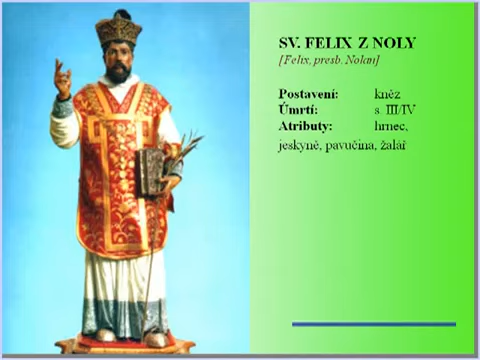 SV. FELIX Z NOLY
[Felix, presb. Nolan]
Postavení: kněz
Úmrtí: s. III/IV
Atributy: hrnec,
jeskyně, pavučina, žalář